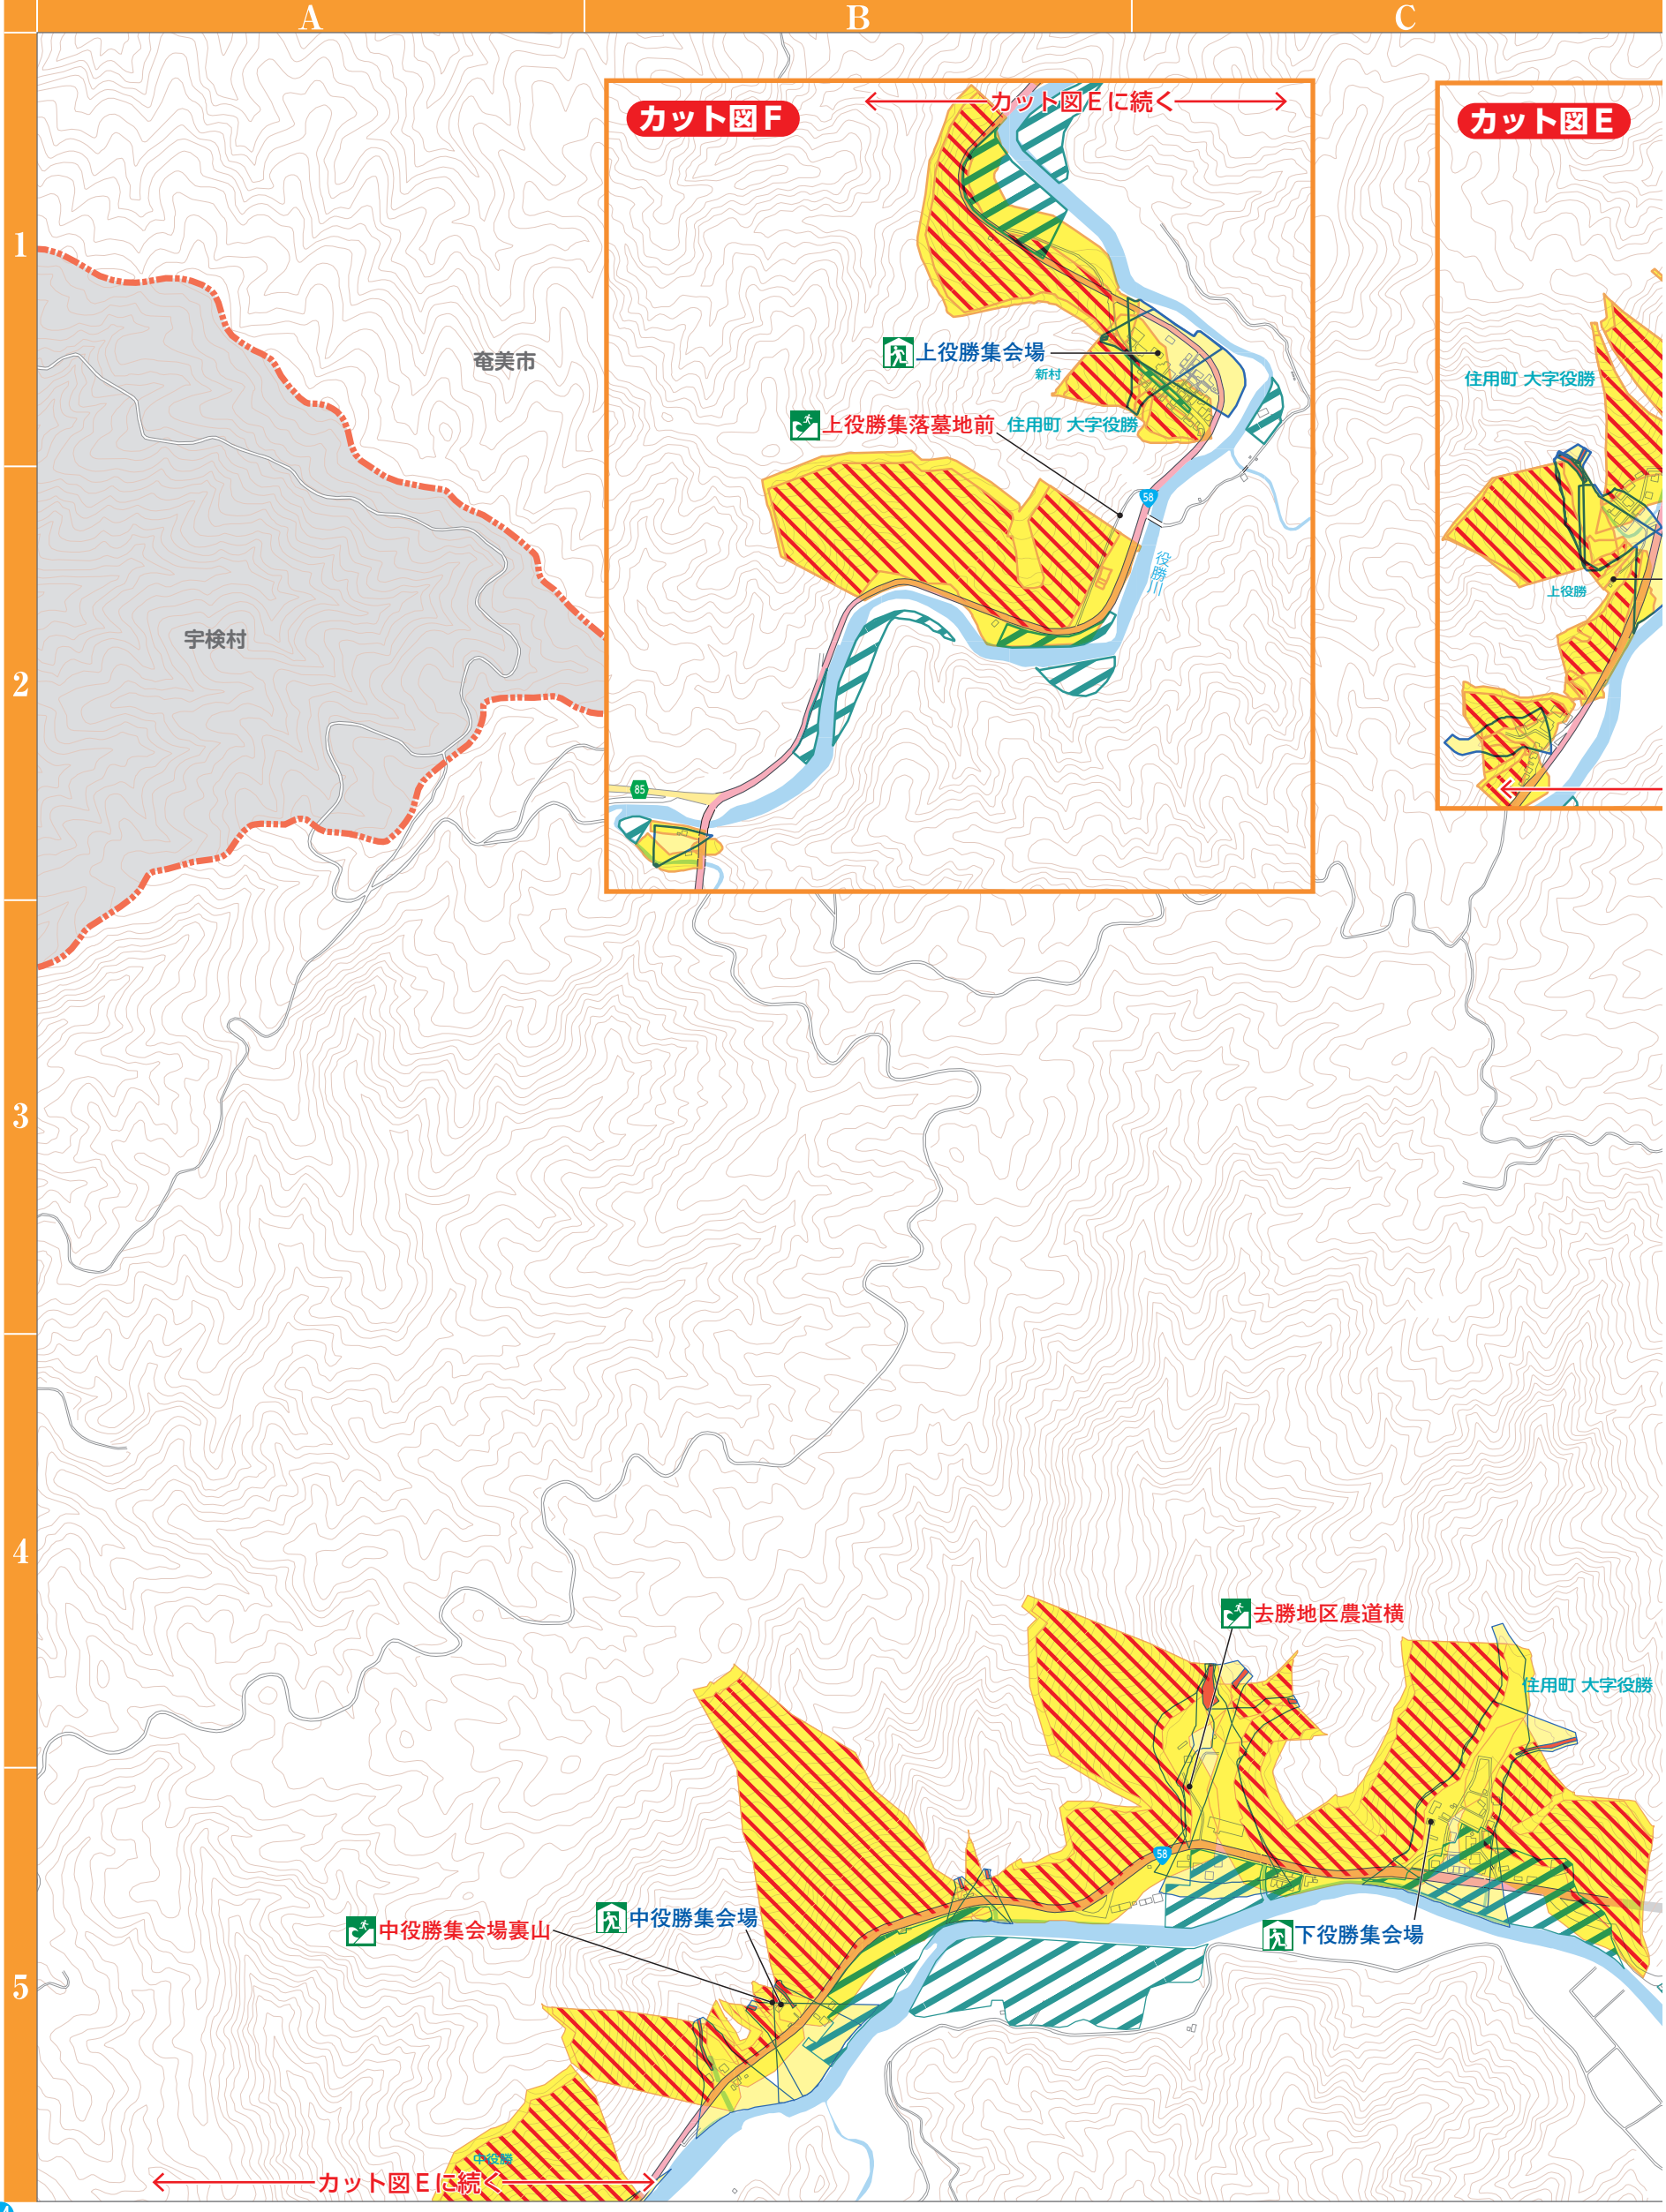 A
B
C
1
2
3
4
5
カット図F
カット図Eに続く
カット図E
奄美市
上役勝集会場
新村
上役勝集落墓地前
住用町 大字役勝
58
役勝川
85
住用町 大字役勝
上役勝
宇検村
去勝地区農道横
住用町 大字役勝
58
中役勝集会場裏山
中役勝集会場
下役勝集会場
中役勝
カット図Eに続く